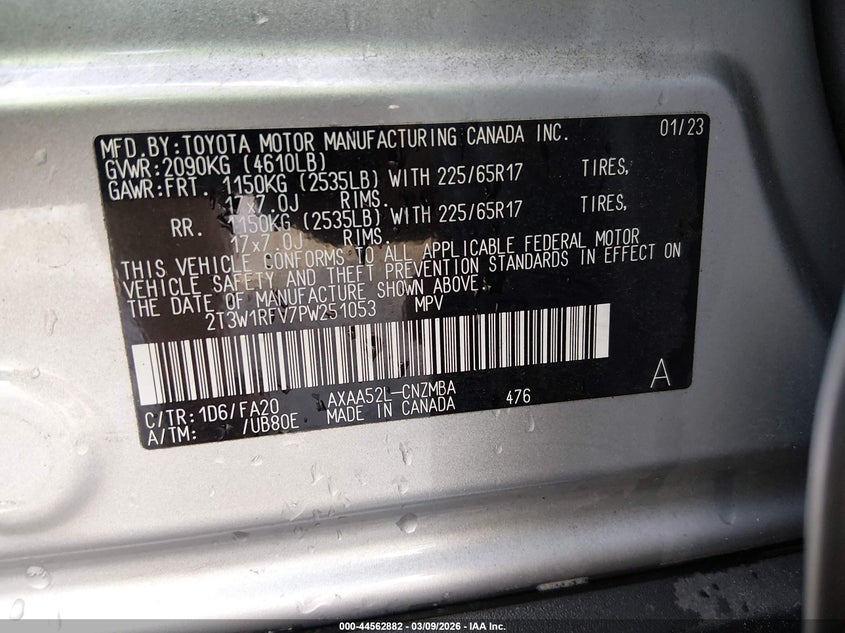 MFD.BY:TOYOTA MOTOR MANUFACTURING CANADA INC. 01/23
GVWR:2090KG (4610LB)
GAWR:FRT. 1150KG (2535LB) WITH 225/65R17 TIRES,
17x7.0J RIMS.
RR. 1150KG (2535LB) WITH 225/65R17 TIRES,
17x7.0J RIMS.
THIS VEHICLE CONFORMS TO ALL APPLICABLE FEDERAL MOTOR
VEHICLE SAFETY AND THEFT PREVENTION STANDARDS IN EFFECT ON
THE DATE OF MANUFACTURE SHOWN ABOVE.
2T3W1RFV7PW251053 MPV
A
C/TR:1D6/FA20 AXAA52L-CNZMBA 476
A/TM: /UB80E MADE IN CANADA
000-44562882 - 03/09/2026 - IAA Inc.